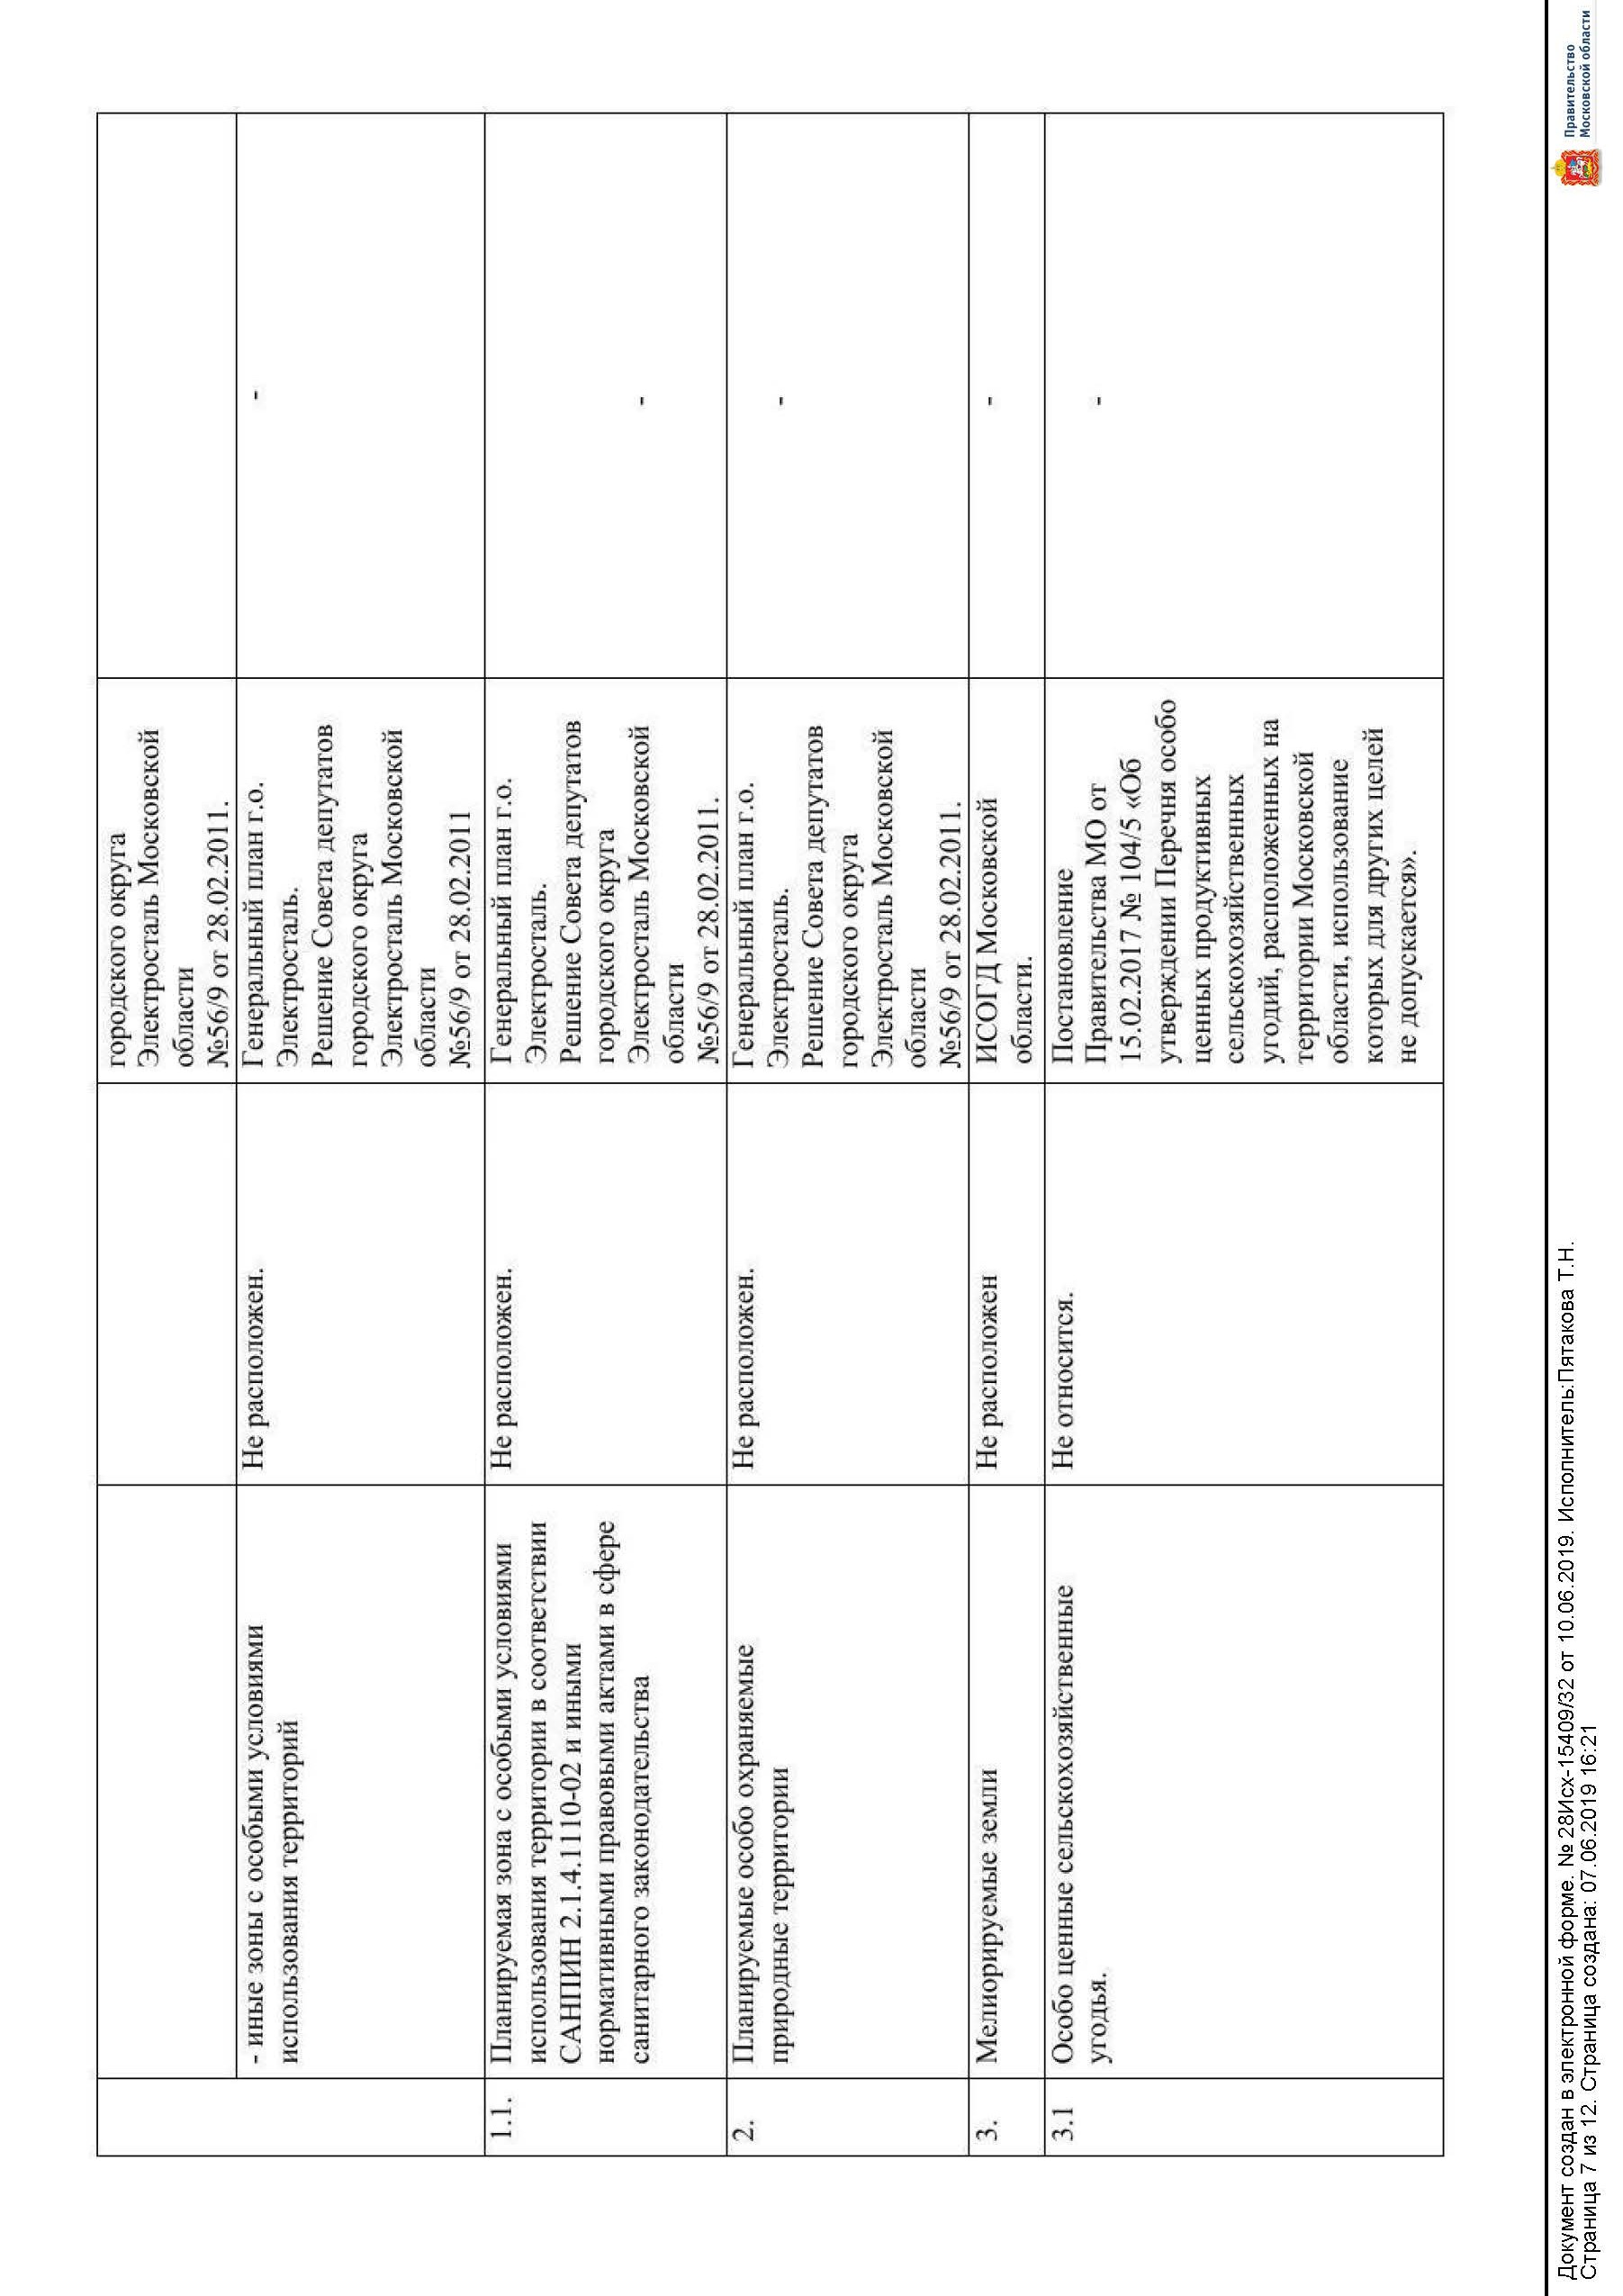 городского округа
Электросталь Московской
области
№56/9 от 28.02.2011.
- иные зоны с особыми условиями
использования территорий
Не расположен.
Генеральный план г.о.
Электросталь.
Решение Совета депутатов
городского округа
Электросталь Московской
области
№56/9 от 28.02.2011
-
1.1.
Планируемая зона с особыми условиями
использования территории в соответствии
САНПИН 2.1.4.1110-02 и иными
нормативными правовыми актами в сфере
санитарного законодательства
Не расположен.
Генеральный план г.о.
Электросталь.
Решение Совета депутатов
городского округа
Электросталь Московской
области
№56/9 от 28.02.2011.
-
2.
Планируемые особо охраняемые
природные территории
Не расположен.
Генеральный план г.о.
Электросталь.
Решение Совета депутатов
городского округа
Электросталь Московской
области
№56/9 от 28.02.2011.
-
3.
Мелиорируемые земли
Не расположен
ИСОГД Московской
области.
-
3.1
Особо ценные сельскохозяйственные
угодья.
Не относится.
Постановление
Правительства МО от
15.02.2017 № 104/5 «Об
утверждении Перечня особо
ценных продуктивных
сельскохозяйственных
угодий, расположенных на
территории Московской
области, использование
которых для других целей
не допускается».
-
Документ создан в электронной форме. № 28Исх-15409/32 от 10.06.2019. Исполнитель:Пятакова Т.Н.
Страница 7 из 12. Страница создана: 07.06.2019 16:21
Правительство
Московской области